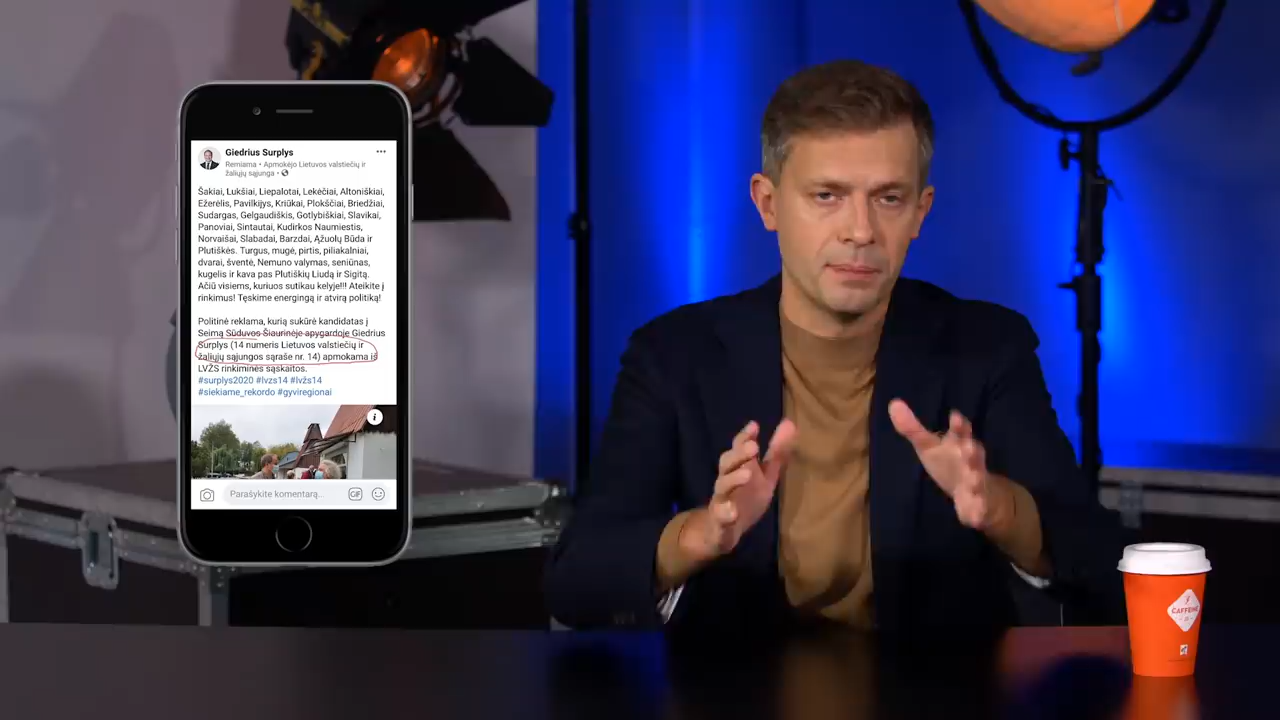 Giedrius Surplys
Remiama • Apmokėjo Lietuvos valstiečių ir
žaliųjų sąjunga •
Šakiai, Lukšiai, Liepalotai, Lekėčiai, Altoniškiai,
Ežerėlis, Pavilkijys, Kriūkai, Plokščiai, Briedžiai,
Sudargas, Gelgaudiškis, Gotlybiškiai, Slavikai,
Panoviai, Sintautai, Kudirkos Naumiestis,
Norvaišai, Slabadai, Barzdai, Ąžuolų Būda ir
Plutiškės. Turgus, mugė, pirtis, piliakalniai,
dvarai, šventė, Nemuno valymas, seniūnas,
kugelis ir kava pas Plutiškių Liudą ir Sigitą.
Ačiū visiems, kuriuos sutikau kelyje!!! Ateikite į
rinkimus! Tęskime energingą ir atvirą politiką!
Politinė reklama, kurią sukūrė kandidatas į
Seimą Sūduvos Šiaurinėje apygardoje Giedrius
Surplys (14 numeris Lietuvos valstiečių ir
žaliųjų sąjungos sąraše nr. 14) apmokama iš
LVŽS rinkiminės sąskaitos.
#surplys2020 #lvzs14 #lvžs14
#siekiame_rekordo #gyviregionai
Parašykite komentarą...
GIF
CAFFEINE